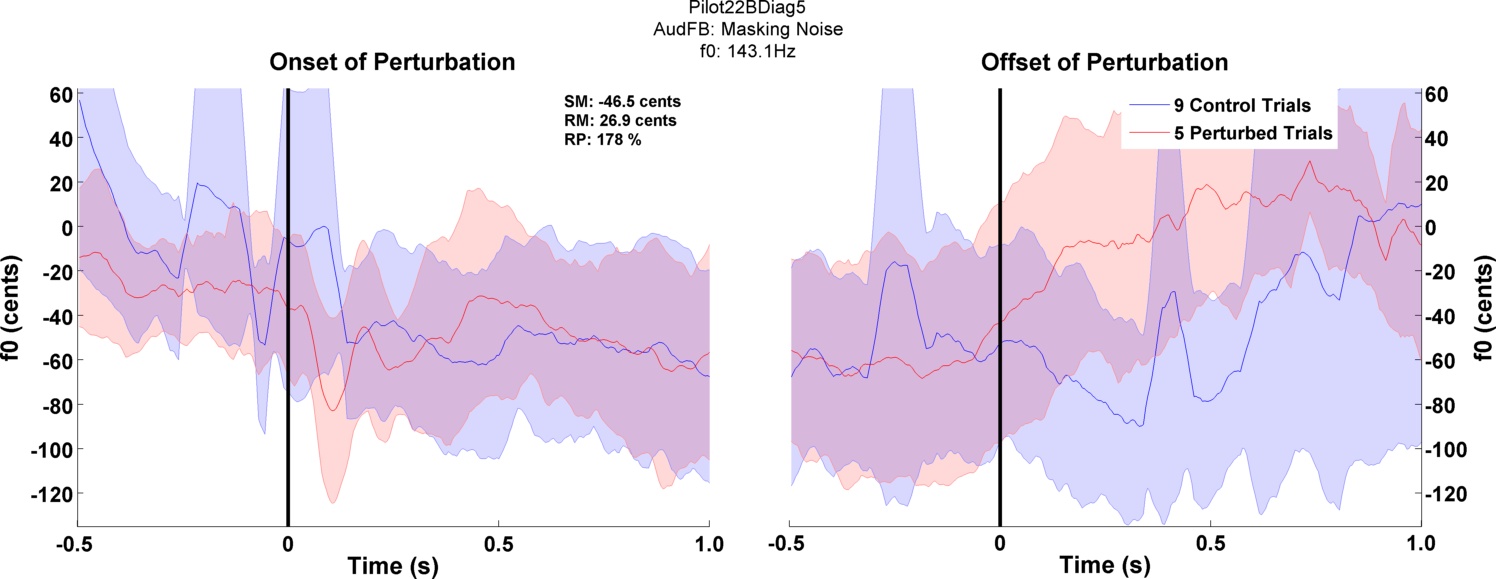 Pilot22BDiag5
AudFB: Masking Noise
f0: 143.1Hz
Onset of Perturbation
SM: -46.5 cents
RM: 26.9 cents
RP: 178 %
f0 (cents)
60
40
20
0
-20
-40
-60
-80
-100
-120
-0.5
0
0.5
1.0
Time (s)
Offset of Perturbation
9 Control Trials
5 Perturbed Trials
60
40
20
0
-20
-40
-60
-80
-100
-120
f0 (cents)
-0.5
0
0.5
1.0
Time (s)